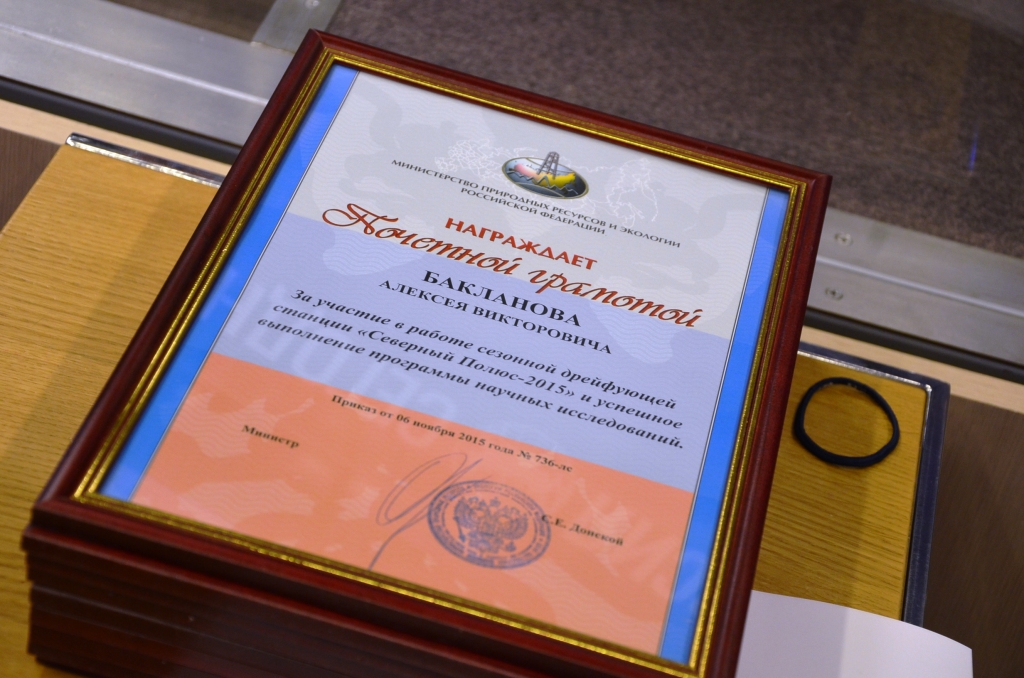 МИНИСТЕРСТВО ПРИРОДНЫХ РЕСУРСОВ И ЭКОЛОГИИ
РОССИЙСКОЙ ФЕДЕРАЦИИ
НАГРАЖДАЕТ
Почетной грамотой
БАКЛАНОВА
АЛЕКСЕЯ ВИКТОРОВИЧА
За участие в работе сезонной дрейфующей
станции «Северный Полюс-2015» и успешное
выполнение программы научных исследований.
Приказ от 06 ноября 2015 года № 736-лс
Министр
С.Е. Донской